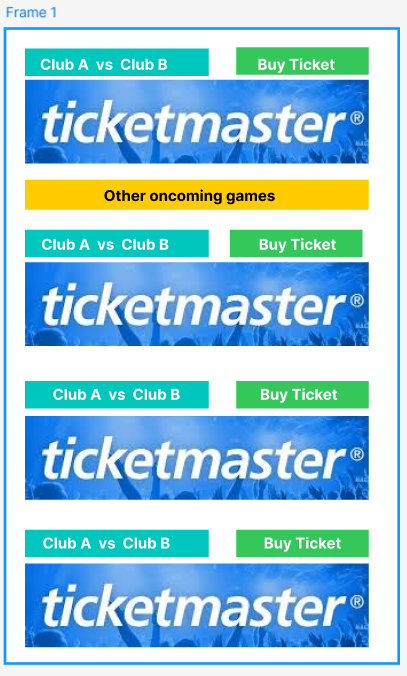 Frame 1
Club A vs Club B
Buy Ticket
ticketmaster®
Other oncoming games
Club A vs Club B
Buy Ticket
ticketmaster®
Club A vs Club B
Buy Ticket
ticketmaster®
Club A vs Club B
Buy Ticket
ticketmaster®